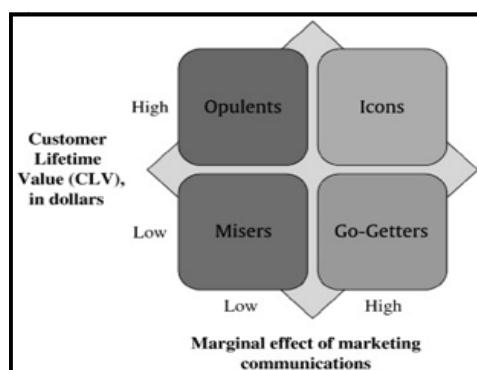 High
Opulents
Icons
Customer
Lifetime
Value (CLV),
in dollars
Low
Misers
Go-Getters
Low
High
Marginal effect of marketing
communications